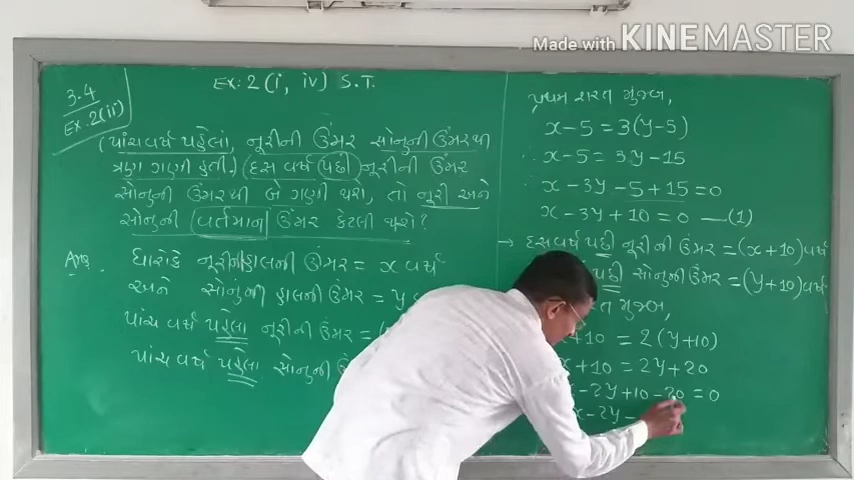 Made with KINEMASTER
3.4
Ex:2(ii)
Ex: 2 (i, iv) S.T.
(પાંચ વર્ષ પહેલાં, નૂરીની ઉંમર સોનુની ઉંમરથી
ત્રણ ગણી હતી.) (દસ વર્ષ પછી નૂરીની ઉંમર
સોનુની ઉંમરથી બે ગણી થશે, તો નૂરી અને
સોનુની વર્તમાન ઉંમર કેટલી થશે?
Ans. ધારોકે નૂરીની હાલની ઉંમર = x વર્ષ
અને સોનુની હાલની ઉંમર = y
પાંચ વર્ષ પહેલા નૂરીની ઉંમર = (
પાંચ વર્ષ પહેલા સોનુની
પ્રથમ શરત મુજબ,
x - 5 = 3(y-5)
∴ x - 5 = 3y - 15
∴ x - 3y - 5 + 15 = 0
x - 3y + 10 = 0 —(1)
→ દસ વર્ષ પછી નૂરીની ઉંમર = (x+10) વર્ષ
પછી સોનુની ઉંમર = (y+10) વર્ષ
મુજબ,
+10 = 2(y+10)
x + 10 = 2y + 20
- 2y + 10 - 20 = 0
x - 2y -